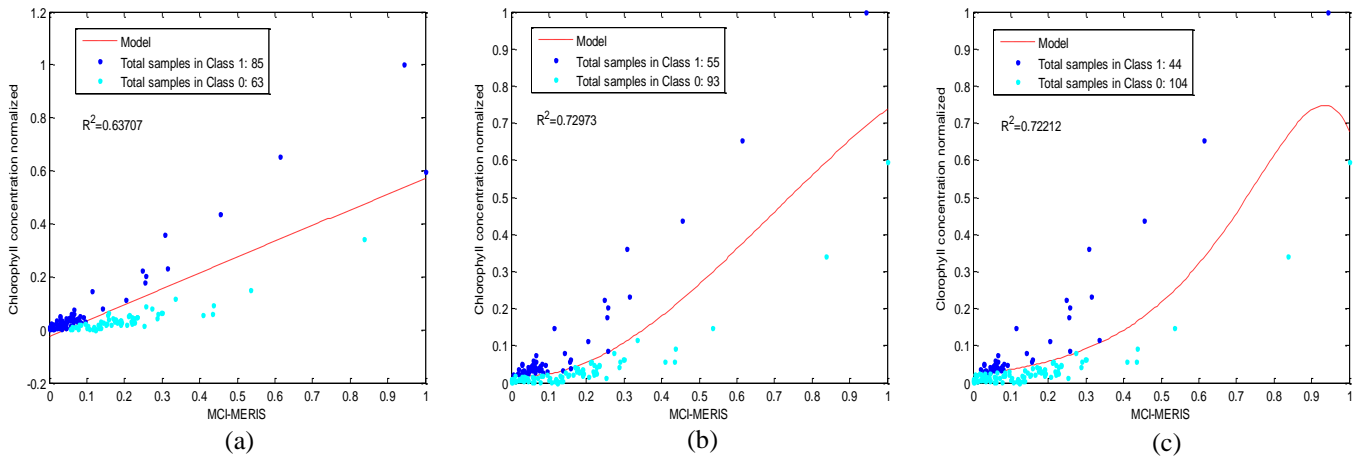 Model
Total samples in Class 1: 85
Total samples in Class 0: 63
R²=0.63707
Chlorophyll concentration normalized
1.2
1
0.8
0.6
0.4
0.2
0
-0.2
0 0.1 0.2 0.3 0.4 0.5 0.6 0.7 0.8 0.9 1
MCI-MERIS
(a)
Model
Total samples in Class 1: 55
Total samples in Class 0: 93
R²=0.72973
Chlorophyll concentration normalized
1
0.9
0.8
0.7
0.6
0.5
0.4
0.3
0.2
0.1
0
0 0.1 0.2 0.3 0.4 0.5 0.6 0.7 0.8 0.9 1
MCI-MERIS
(b)
Model
Total samples in Class 1: 44
Total samples in Class 0: 104
R²=0.72212
Clorophyll concentration normalized
1
0.9
0.8
0.7
0.6
0.5
0.4
0.3
0.2
0.1
0
0 0.1 0.2 0.3 0.4 0.5 0.6 0.7 0.8 0.9 1
MCI-MERIS
(c)